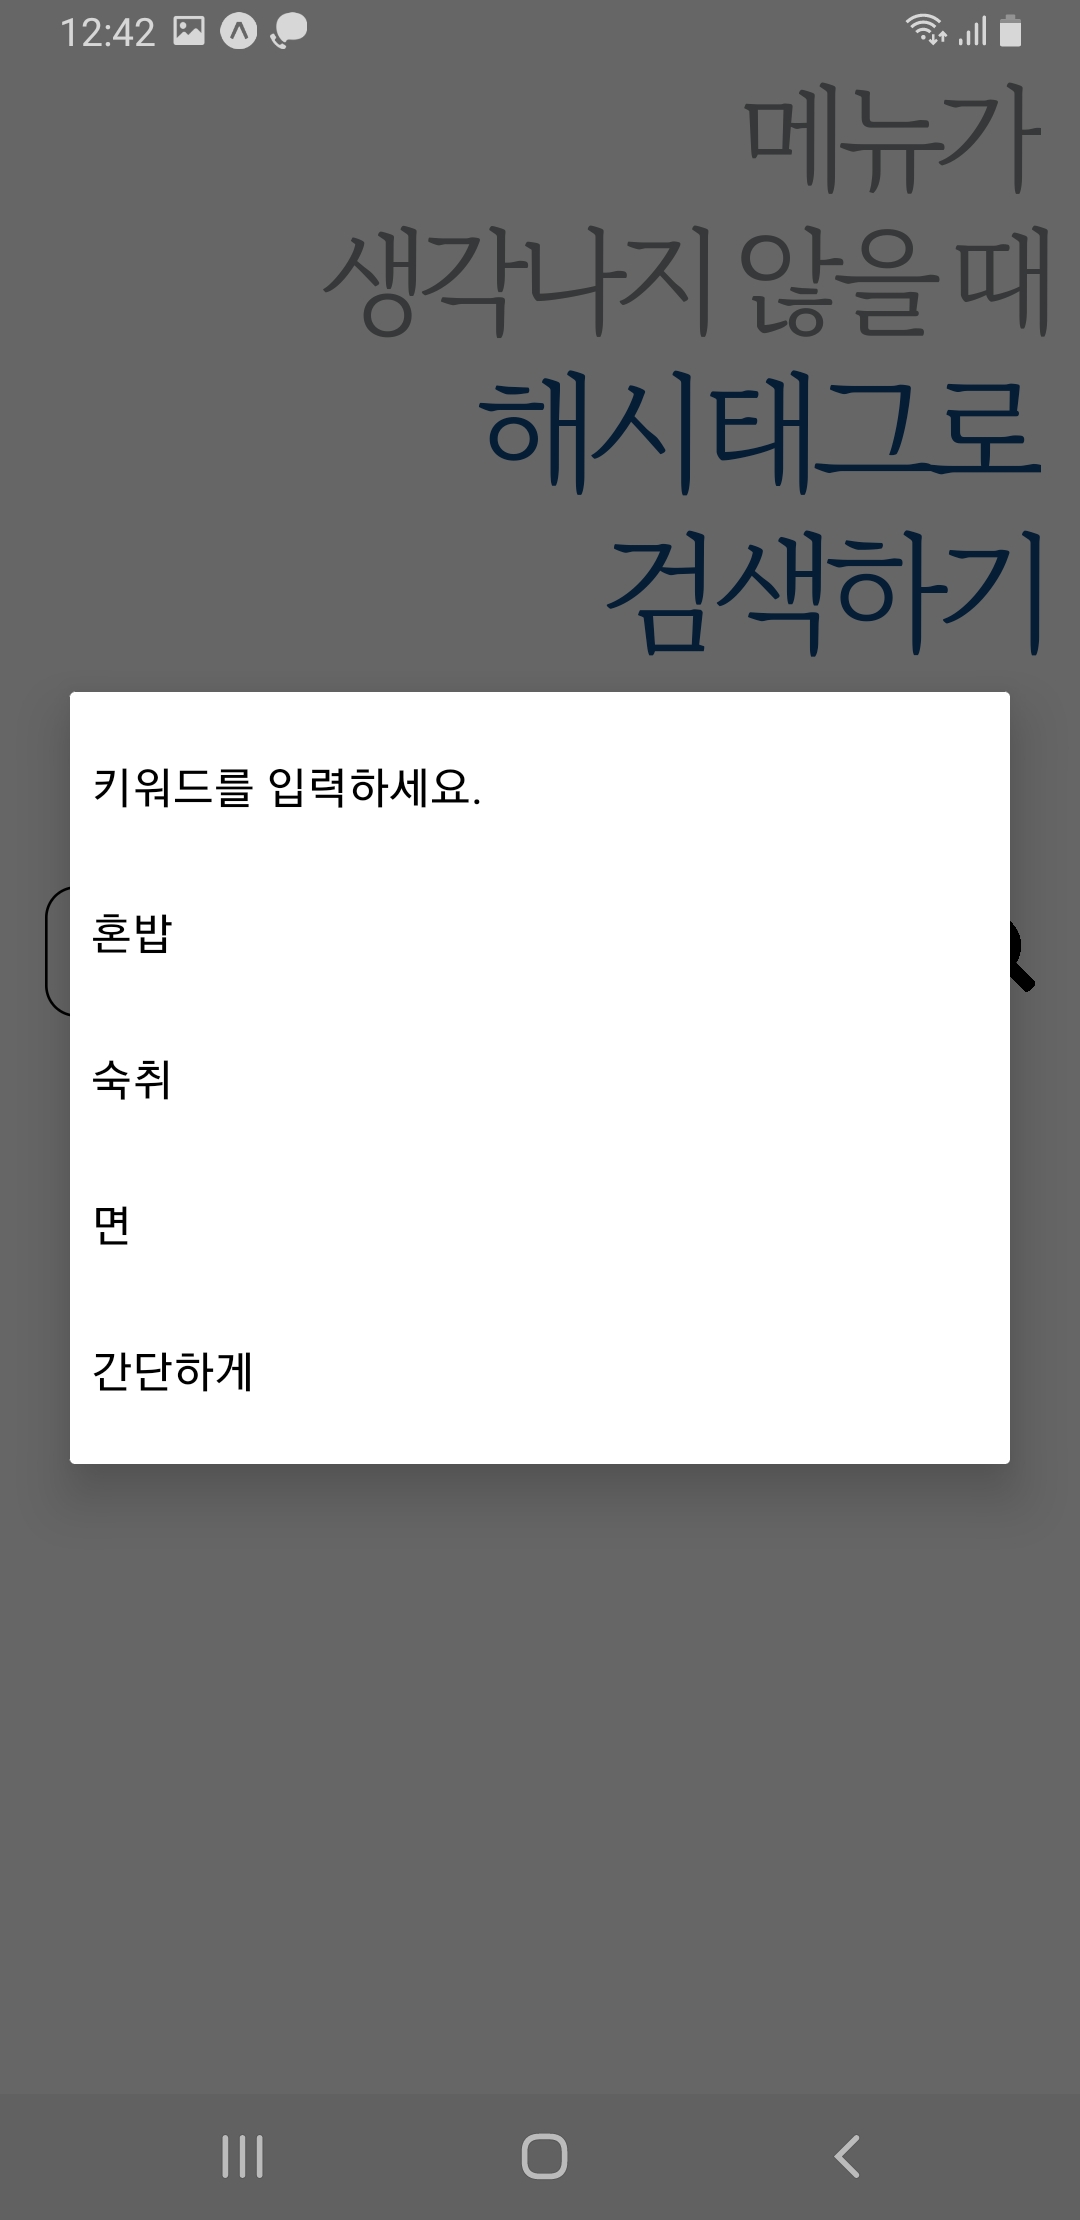 12:42
메뉴가
생각나지 않을 때
해시태그로
검색하기
키워드를 입력하세요.
혼밥
숙취
면
간단하게